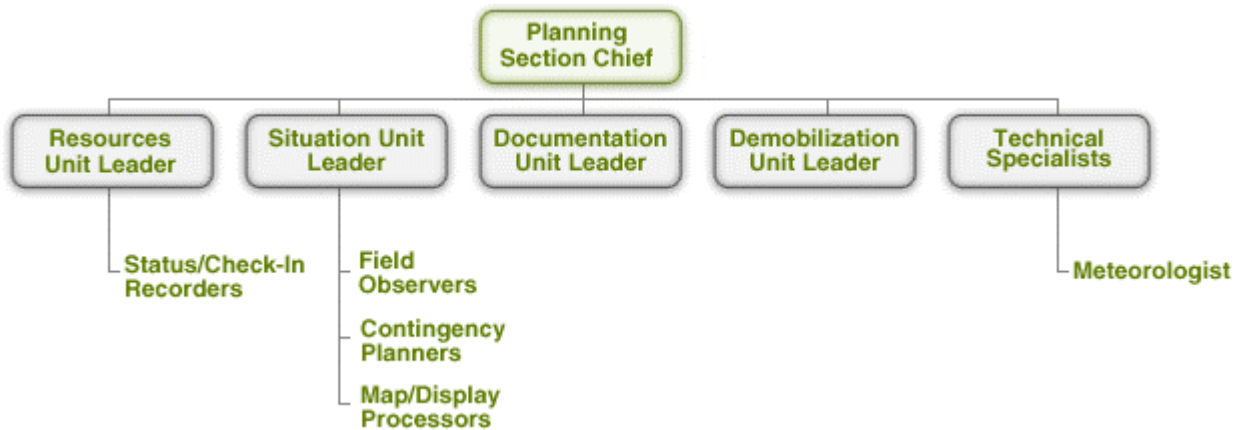 Planning
Section Chief
Resources
Unit Leader
Situation Unit
Leader
Documentation
Unit Leader
Demobilization
Unit Leader
Technical
Specialists
Status/Check-In
Recorders
Field
Observers
Contingency
Planners
Map/Display
Processors
Meteorologist